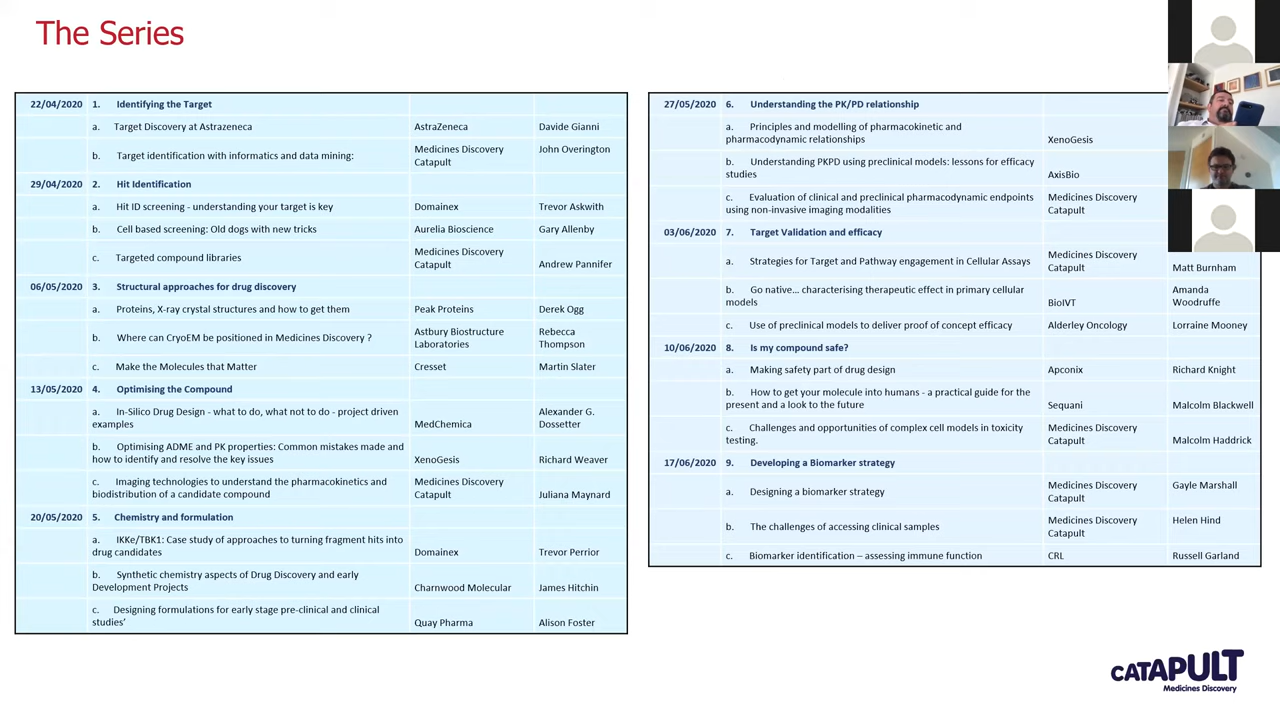 The Series
22/04/2020 1. Identifying the Target
a. Target Discovery at Astrazeneca AstraZeneca Davide Gianni
b. Target identification with informatics and data mining: Medicines Discovery Catapult John Overington
29/04/2020 2. Hit Identification
a. Hit ID screening - understanding your target is key Domainex Trevor Askwith
b. Cell based screening: Old dogs with new tricks Aurelia Bioscience Gary Allenby
c. Targeted compound libraries Medicines Discovery Catapult Andrew Pannifer
06/05/2020 3. Structural approaches for drug discovery
a. Proteins, X-ray crystal structures and how to get them Peak Proteins Derek Ogg
b. Where can CryoEM be positioned in Medicines Discovery ? Astbury Biostructure Laboratories Rebecca Thompson
c. Make the Molecules that Matter Cresset Martin Slater
13/05/2020 4. Optimising the Compound
a. In-Silico Drug Design - what to do, what not to do - project driven examples MedChemica Alexander G. Dossetter
b. Optimising ADME and PK properties: Common mistakes made and how to identify and resolve the key issues XenoGesis Richard Weaver
c. Imaging technologies to understand the pharmacokinetics and biodistribution of a candidate compound Medicines Discovery Catapult Juliana Maynard
20/05/2020 5. Chemistry and formulation
a. IKKe/TBK1: Case study of approaches to turning fragment hits into drug candidates Domainex Trevor Perrior
b. Synthetic chemistry aspects of Drug Discovery and early Development Projects Charnwood Molecular James Hitchin
c. Designing formulations for early stage pre-clinical and clinical studies' Quay Pharma Alison Foster
27/05/2020 6. Understanding the PK/PD relationship
a. Principles and modelling of pharmacokinetic and pharmacodynamic relationships XenoGesis
b. Understanding PKPD using preclinical models: lessons for efficacy studies AxisBio
c. Evaluation of clinical and preclinical pharmacodynamic endpoints using non-invasive imaging modalities Medicines Discovery Catapult
03/06/2020 7. Target Validation and efficacy
a. Strategies for Target and Pathway engagement in Cellular Assays Medicines Discovery Catapult Matt Burnham
b. Go native... characterising therapeutic effect in primary cellular models BioIVT Amanda Woodruffe
c. Use of preclinical models to deliver proof of concept efficacy Alderley Oncology Lorraine Mooney
10/06/2020 8. Is my compound safe?
a. Making safety part of drug design Apconix Richard Knight
b. How to get your molecule into humans - a practical guide for the present and a look to the future Sequani Malcolm Blackwell
c. Challenges and opportunities of complex cell models in toxicity testing. Medicines Discovery Catapult Malcolm Haddrick
17/06/2020 9. Developing a Biomarker strategy
a. Designing a biomarker strategy Medicines Discovery Catapult Gayle Marshall
b. The challenges of accessing clinical samples Medicines Discovery Catapult Helen Hind
c. Biomarker identification – assessing immune function CRL Russell Garland
CATAPULT
Medicines Discovery